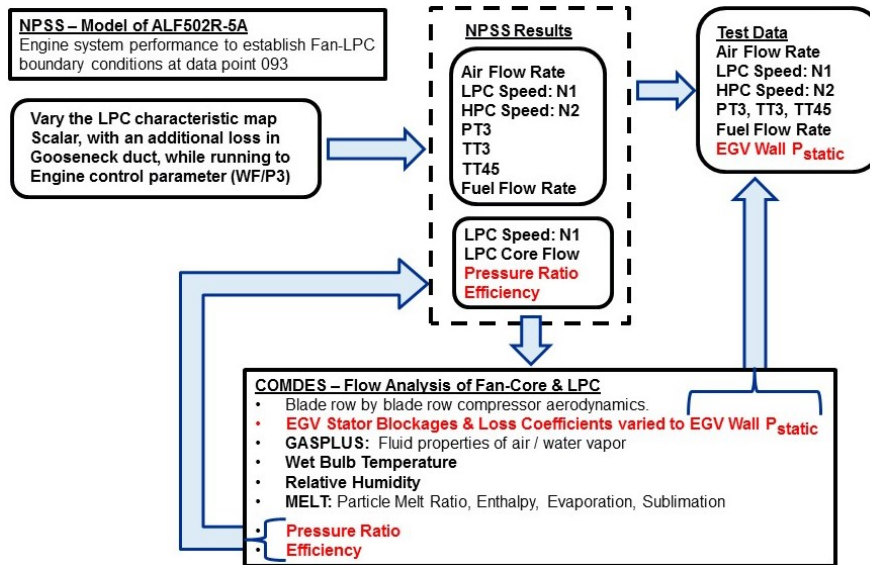 NPSS – Model of ALF502R-5A
Engine system performance to establish Fan-LPC
boundary conditions at data point 093
Vary the LPC characteristic map
Scalar, with an additional loss in
Gooseneck duct, while running to
Engine control parameter (WF/P3)
NPSS Results
Air Flow Rate
LPC Speed: N1
HPC Speed: N2
PT3
TT3
TT45
Fuel Flow Rate
LPC Speed: N1
LPC Core Flow
Pressure Ratio
Efficiency
Test Data
Air Flow Rate
LPC Speed: N1
HPC Speed: N2
PT3, TT3, TT45
Fuel Flow Rate
EGV Wall Pstatic
COMDES – Flow Analysis of Fan-Core & LPC
• Blade row by blade row compressor aerodynamics.
• EGV Stator Blockages & Loss Coefficients varied to EGV Wall Pstatic
• GASPLUS: Fluid properties of air / water vapor
• Wet Bulb Temperature
• Relative Humidity
• MELT: Particle Melt Ratio, Enthalpy, Evaporation, Sublimation
• Pressure Ratio
• Efficiency